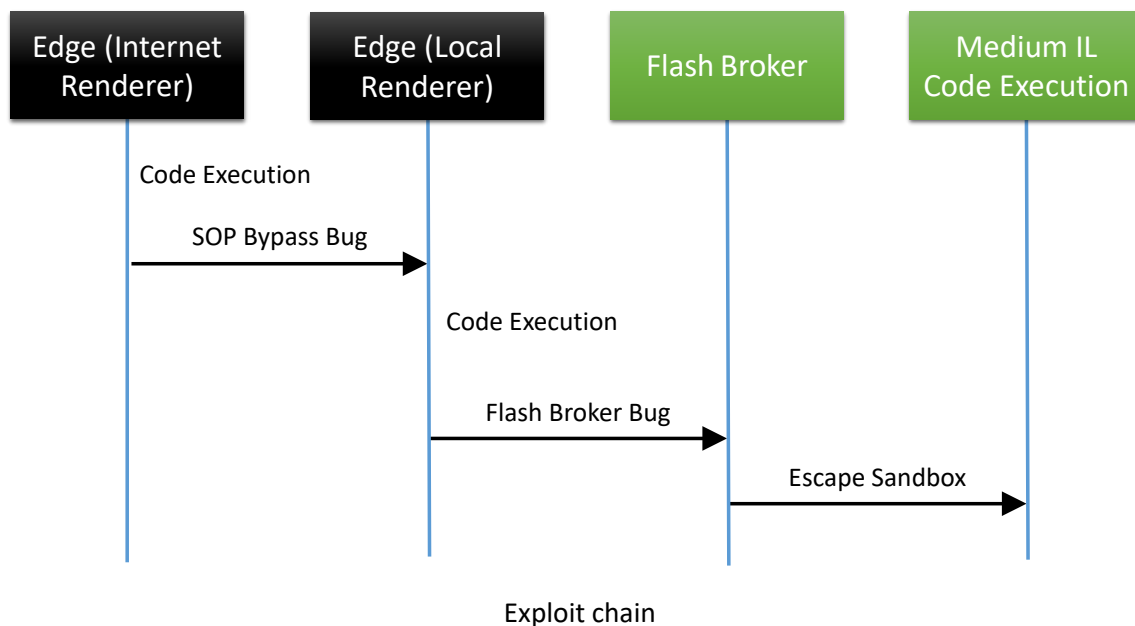 Edge (Internet
Renderer)
Edge (Local
Renderer)
Flash Broker
Medium IL
Code Execution
Code Execution
SOP Bypass Bug
Code Execution
Flash Broker Bug
Escape Sandbox
Exploit chain